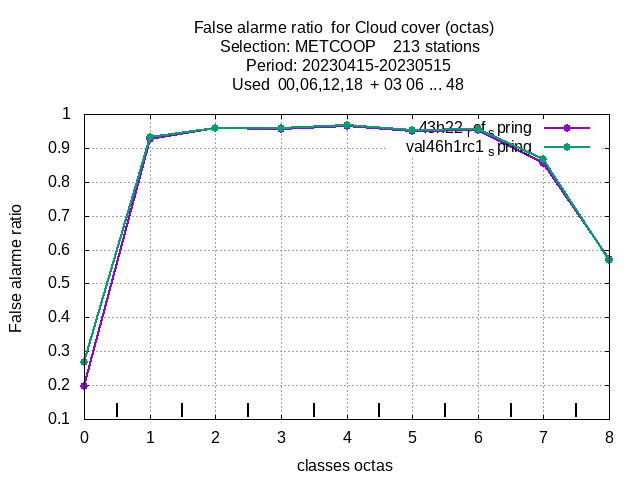 False alarme ratio for Cloud cover (octas)
Selection: METCOOP 213 stations
Period: 20230415-20230515
Used 00,06,12,18 + 03 06 ... 48
1
43h22_ref_spring
0.9
val46h1rc1_spring
0.8
0.7
0.6
0.5
0.4
0.3
0.2
0.1
False alarme ratio
0 1 2 3 4 5 6 7 8
classes octas